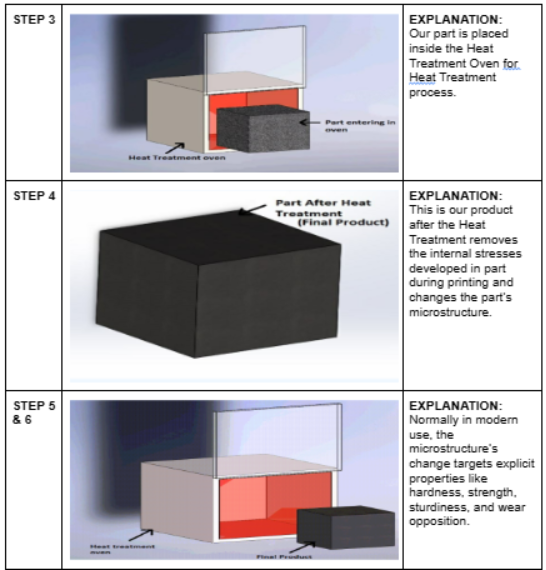 STEP 3
Part entering in
oven
Heat Treatment oven
EXPLANATION:
Our part is placed
inside the Heat
Treatment Oven for
Heat Treatment
process.
STEP 4
Part After Heat
Treatment
(Final Product)
EXPLANATION:
This is our product
after the Heat
Treatment removes
the internal stresses
developed in part
during printing and
changes the part's
microstructure.
STEP 5
& 6
Heat treatment
oven
Final Product
EXPLANATION:
Normally in modern
use, the
microstructure's
change targets explicit
properties like
hardness, strength,
sturdiness, and wear
opposition.